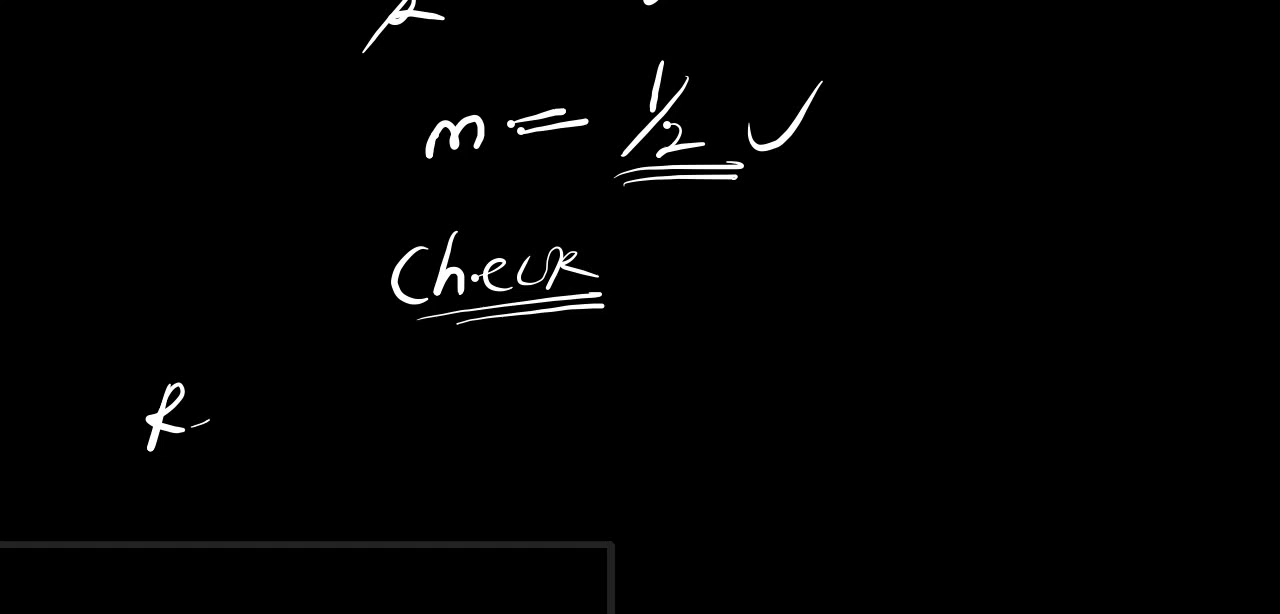 m = 1/2 ✓
Check
R